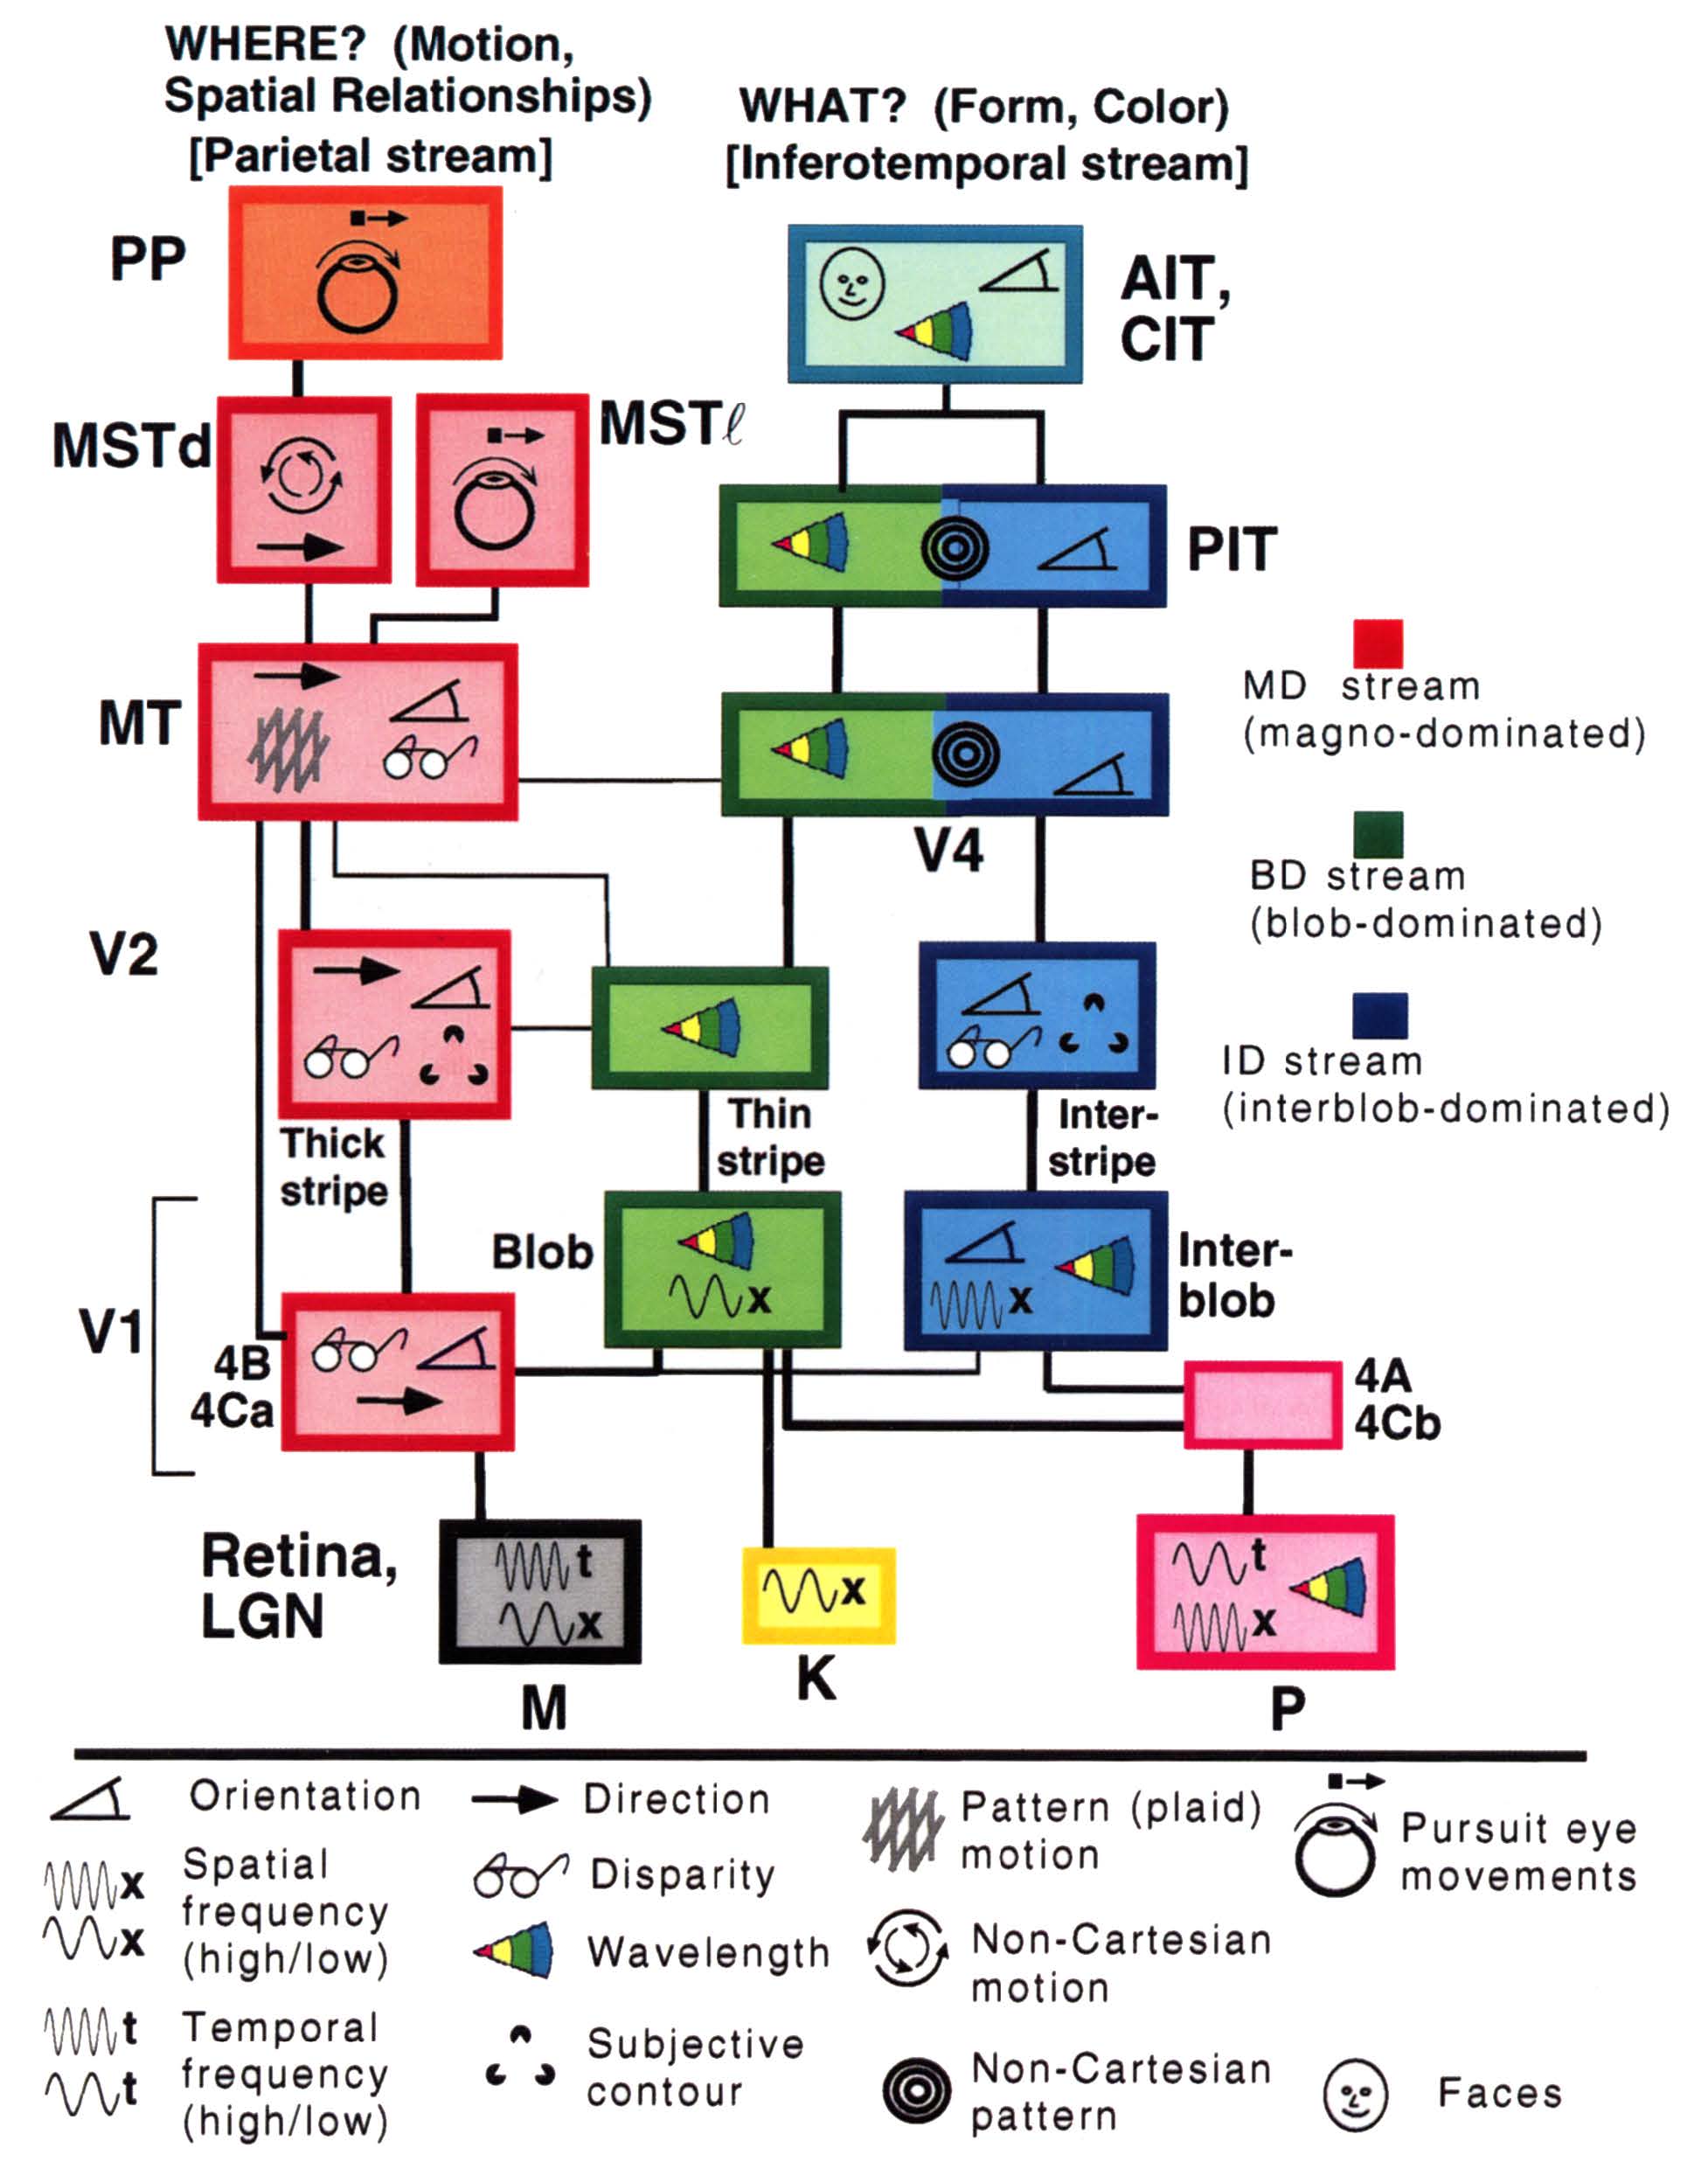 WHERE? (Motion,
Spatial Relationships)
[Parietal stream]
WHAT? (Form, Color)
[Inferotemporal stream]
PP
AIT,
CIT
MSTd
MSTℓ
PIT
MT
V4
MD stream
(magno-dominated)
BD stream
(blob-dominated)
ID stream
(interblob-dominated)
V2
Thick
stripe
Thin
stripe
Inter-
stripe
V1
Blob
x
x
Inter-
blob
4B
4Ca
4A
4Cb
Retina,
LGN
t
x
M
x
K
t
x
P
Orientation
Direction
Pattern (plaid)
motion
Pursuit eye
movements
x
x
Spatial
frequency
(high/low)
Disparity
Wavelength
Non-Cartesian
motion
t
t
Temporal
frequency
(high/low)
Subjective
contour
Non-Cartesian
pattern
Faces